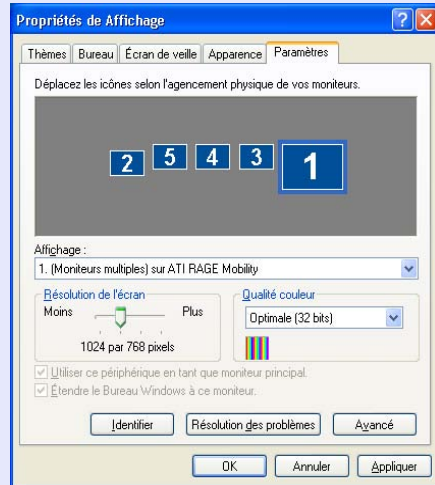 Propriétés de Affichage
Thèmes Bureau Écran de veille Apparence Paramètres
Déplacez les icônes selon l'agencement physique de vos moniteurs.
2 5 4 3 1
Affichage :
1. (Moniteurs multiples) sur ATI RAGE Mobility
Résolution de l'écran
Moins Plus
1024 par 768 pixels
Qualité couleur
Optimale (32 bits)
Utiliser ce périphérique en tant que moniteur principal.
Étendre le Bureau Windows à ce moniteur.
Identifier Résolution des problèmes Avancé
OK Annuler Appliquer